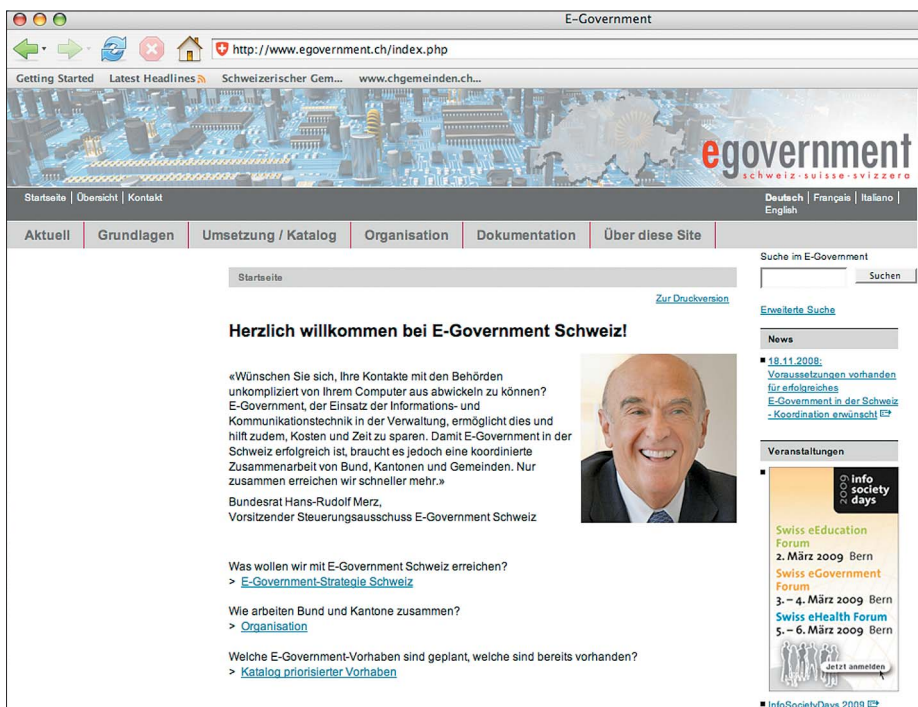 E-Government
http://www.egovernment.ch/index.php
Getting Started Latest Headlines Schweizerischer Gem... www.chgemeinden.ch...
egovernment
schweiz·suisse·svizzera
Startseite | Übersicht | Kontakt
Deutsch | Français | Italiano |
English
Aktuell Grundlagen Umsetzung / Katalog Organisation Dokumentation Über diese Site
Startseite
Zur Druckversion
Herzlich willkommen bei E-Government Schweiz!
«Wünschen Sie sich, Ihre Kontakte mit den Behörden
unkompliziert von Ihrem Computer aus abwickeln zu können?
E-Government, der Einsatz der Informations- und
Kommunikationstechnik in der Verwaltung, ermöglicht dies und
hilft zudem, Kosten und Zeit zu sparen. Damit E-Government in der
Schweiz erfolgreich ist, braucht es jedoch eine koordinierte
Zusammenarbeit von Bund, Kantonen und Gemeinden. Nur
zusammen erreichen wir schneller mehr.»
Bundesrat Hans-Rudolf Merz,
Vorsitzender Steuerungsausschuss E-Government Schweiz
Was wollen wir mit E-Government Schweiz erreichen?
> E-Government-Strategie Schweiz
Wie arbeiten Bund und Kantone zusammen?
> Organisation
Welche E-Government-Vorhaben sind geplant, welche sind bereits vorhanden?
> Katalog priorisierter Vorhaben
Suche im E-Government
Suchen
Erweiterte Suche
News
18.11.2008:
Voraussetzungen vorhanden
für erfolgreiches
E-Government in der Schweiz
- Koordination erwünscht
Veranstaltungen
2009 info
society
days
Swiss eEducation
Forum
2. März 2009 Bern
Swiss eGovernment
Forum
3. – 4. März 2009 Bern
Swiss eHealth Forum
5. – 6. März 2009 Bern
Jetzt anmelden
InfoSocietyDays 2009